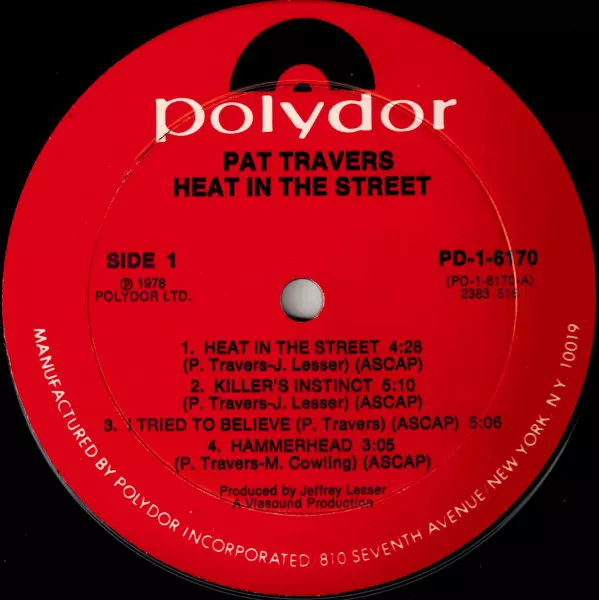 polydor
PAT TRAVERS
HEAT IN THE STREET
SIDE 1
℗ 1978
POLYDOR LTD.
PD-1-6170
(PD-1-6170-A)
2383 516
1. HEAT IN THE STREET 4:28
(P. Travers-J. Lesser) (ASCAP)
2. KILLER'S INSTINCT 5:10
(P. Travers-J. Lesser) (ASCAP)
3. I TRIED TO BELIEVE (P. Travers) (ASCAP) 5:06
4. HAMMERHEAD 3:05
(P. Travers-M. Cowling) (ASCAP)
Produced by Jeffrey Lesser
A Viesound Production
MANUFACTURED BY POLYDOR INCORPORATED 810 SEVENTH AVENUE, NEW YORK, NY 10019